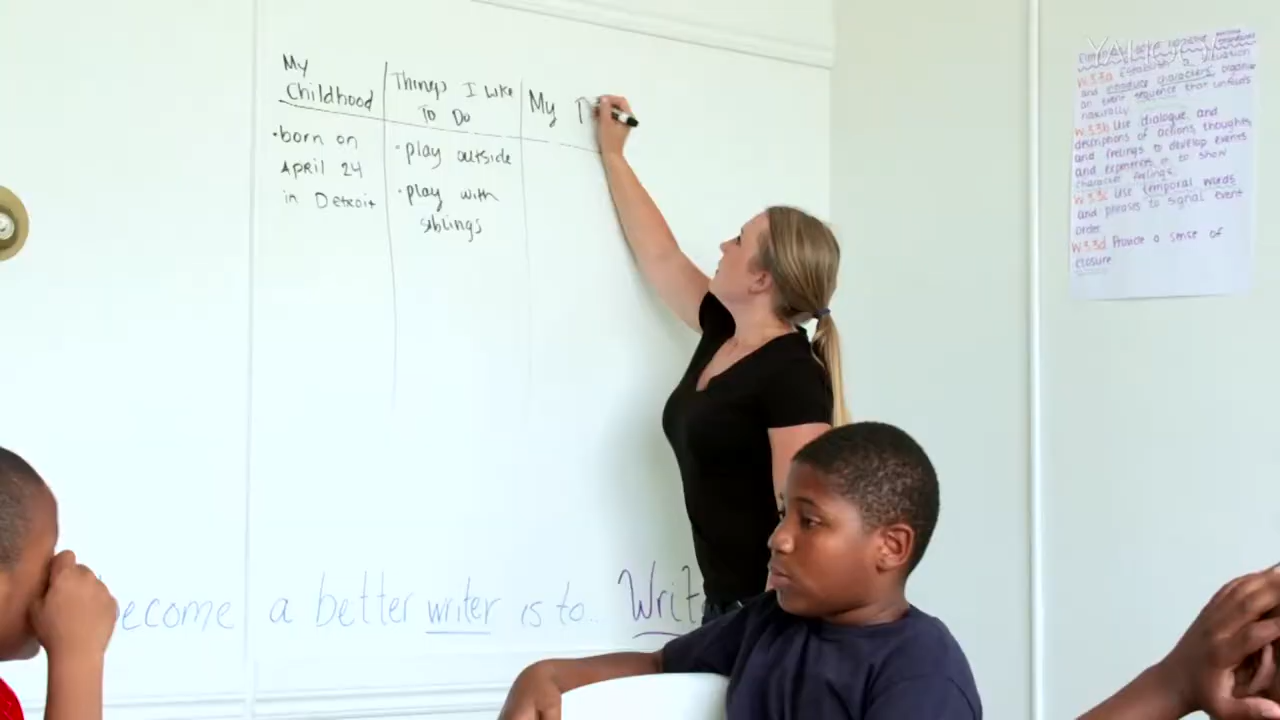 My
Childhood
• born on
April 24
in Detroit
Things I Like
To Do
• play outside
• play with
siblings
My
become a better writer is to... Write
W.3.3a Establish a situation
and introduce characters; organize
an event sequence that unfolds
naturally.
W.3.3b Use dialogue and
descriptions of actions, thoughts
and feelings to develop events
and experiences or to show
character feelings.
W.3.3c Use temporal words
and phrases to signal event
order
W.3.3d Provide a sense of
closure